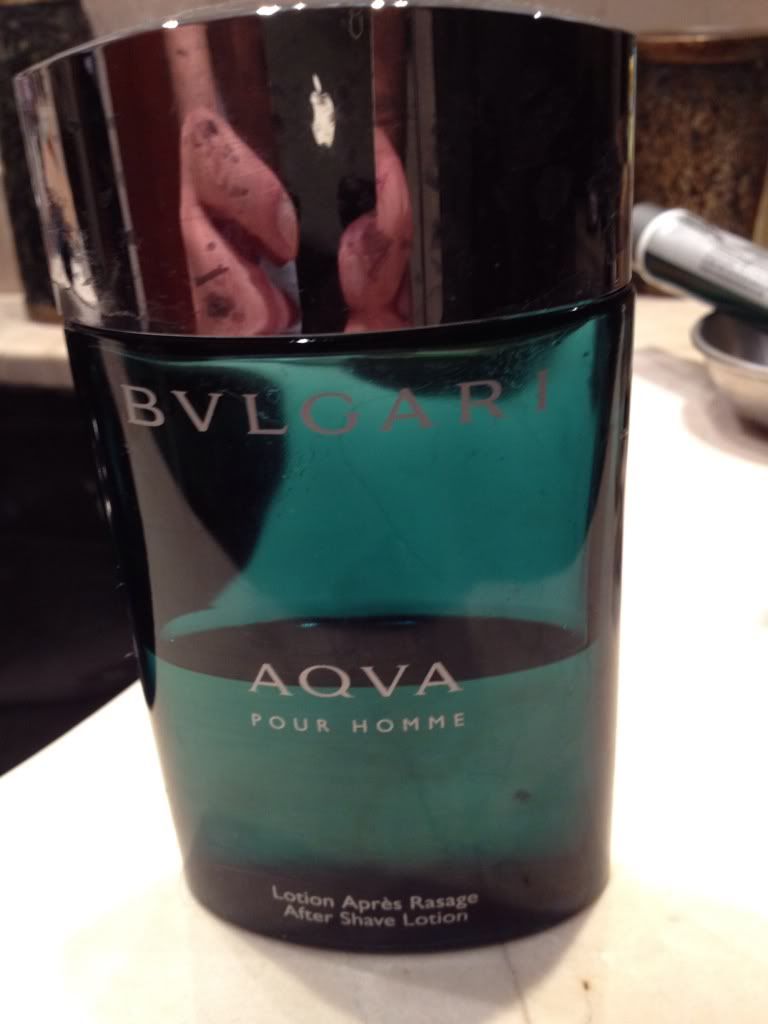 BVLGARI
AQVA
POUR HOMME
Lotion Après Rasage
After Shave Lotion